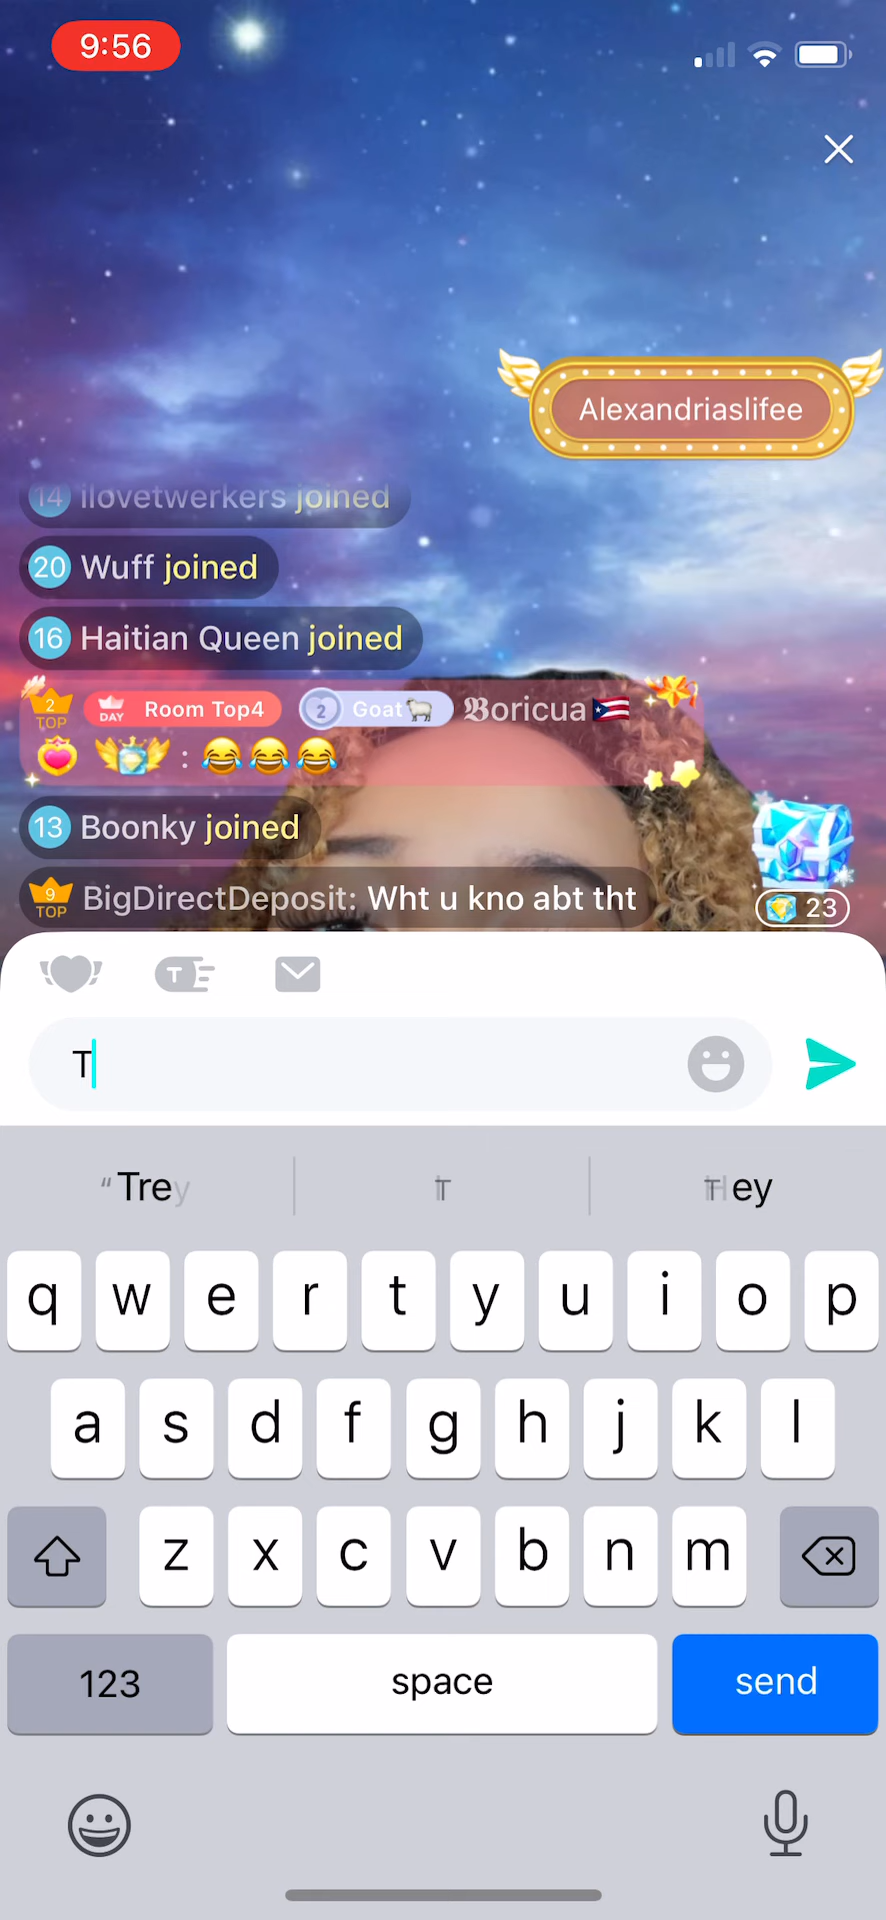 9:56
Alexandriaslifee
14 ilovetwerkers joined
20 Wuff joined
16 Haitian Queen joined
2 TOP DAY Room Top4 2 Goat🐑 𝕭oricua🇵🇷
: 😂😂😂
13 Boonky joined
9 TOP BigDirectDeposit: Wht u kno abt tht
23
T
T
“Trey T ey
q w e r t y u i o p
a s d f g h j k l
z x c v b n m
123 space send